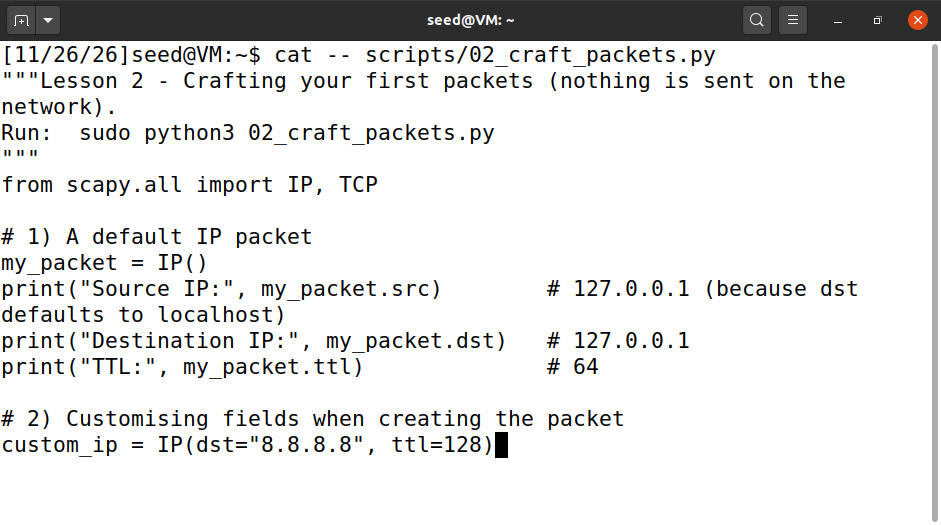 seed@VM: ~
[11/26/26]seed@VM:~$ cat -- scripts/02_craft_packets.py
"""Lesson 2 - Crafting your first packets (nothing is sent on the
network).
Run:  sudo python3 02_craft_packets.py
"""
from scapy.all import IP, TCP

# 1) A default IP packet
my_packet = IP()
print("Source IP:", my_packet.src)        # 127.0.0.1 (because dst
defaults to localhost)
print("Destination IP:", my_packet.dst)   # 127.0.0.1
print("TTL:", my_packet.ttl)              # 64

# 2) Customising fields when creating the packet
custom_ip = IP(dst="8.8.8.8", ttl=128)